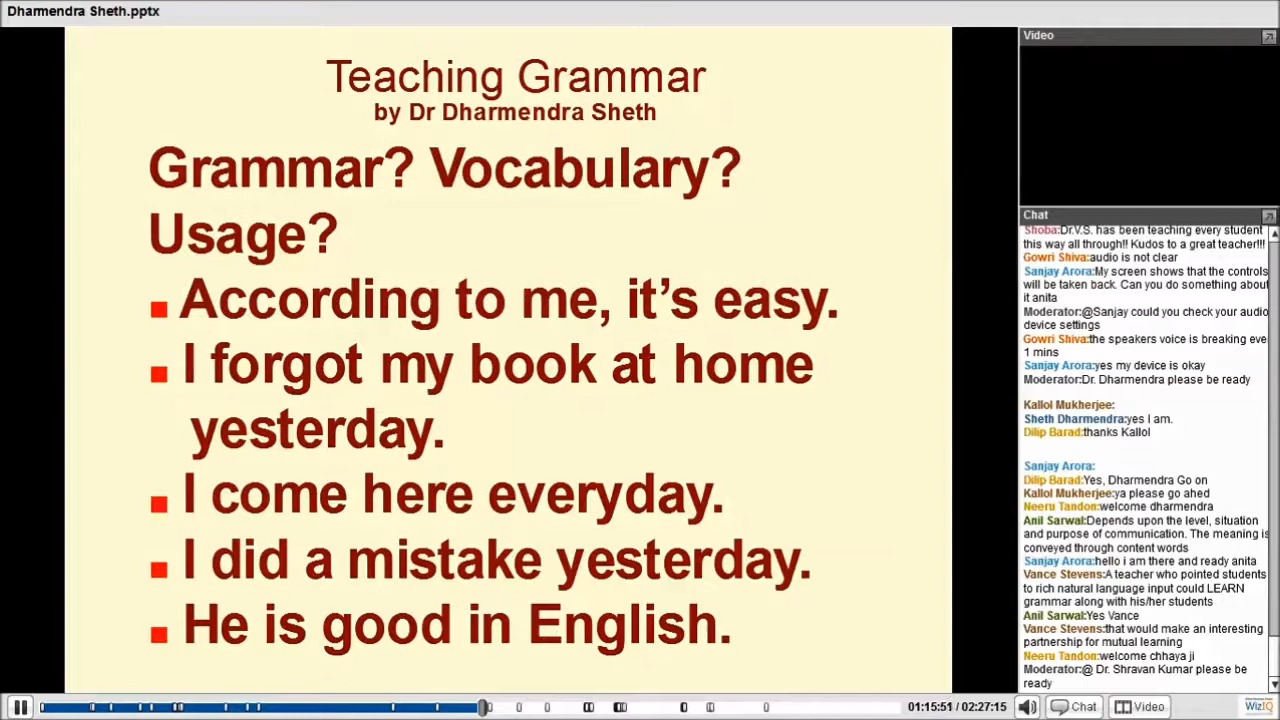 Dharmendra Sheth.pptx
Teaching Grammar
by Dr Dharmendra Sheth
Grammar? Vocabulary?
Usage?
According to me, it's easy.
I forgot my book at home
yesterday.
I come here everyday.
I did a mistake yesterday.
He is good in English.
Video
Chat
Shoba:Dr.V.S. has been teaching every student
this way all through!! Kudos to a great teacher!!!
Gowri Shiva:audio is not clear
Sanjay Arora:My screen shows that the controls
will be taken back. Can you do something about
it anita
Moderator:@Sanjay could you check your audio
device settings
Gowri Shiva:the speakers voice is breaking eve
1 mins
Sanjay Arora:yes my device is okay
Moderator:Dr. Dharmendra please be ready
Kallol Mukherjee:
Sheth Dharmendra:yes I am.
Dilip Barad:thanks Kallol
Sanjay Arora:
Dilip Barad:Yes, Dharmendra Go on
Kallol Mukherjee:ya please go ahed
Neeru Tandon:welcome dharmendra
Anil Sarwal:Depends upon the level, situation
and purpose of communication. The meaning is
conveyed through content words
Sanjay Arora:hello i am there and ready anita
Vance Stevens:A teacher who pointed students
to rich natural language input could LEARN
grammar along with his/her students
Anil Sarwal:Yes Vance
Vance Stevens:that would make an interesting
partnership for mutual learning
Neeru Tandon:welcome chhaya ji
Moderator:@ Dr. Shravan Kumar please be
ready
01:15:51 / 02:27:15
Chat
Video
WizIQ